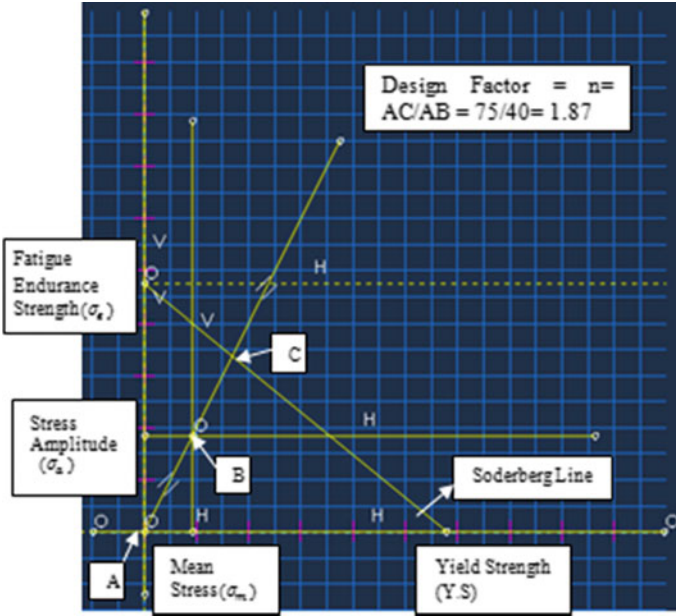 Design Factor = n=
AC/AB = 75/40= 1.87
V
Fatigue
Endurance
Strength(σe)
O
H
V
V
C
Stress
Amplitude
(σa)
O
H
B
Soderberg Line
O
O
H
H
O
A
Mean
Stress(σm)
Yield Strength
(Y.S)